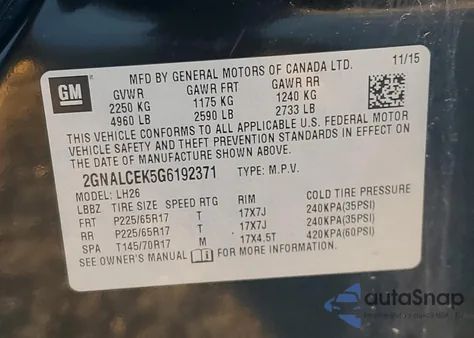 11/15
GM
MFD BY GENERAL MOTORS OF CANADA LTD.
GVWR GAWR FRT GAWR RR
2250 KG 1175 KG 1240 KG
4960 LB 2590 LB 2733 LB
THIS VEHICLE CONFORMS TO ALL APPLICABLE U.S. FEDERAL MOTOR
VEHICLE SAFETY AND THEFT PREVENTION STANDARDS IN EFFECT ON
THE DATE OF MANUFACTURE SHOWN ABOVE.
2GNALCEK5G6192371 TYPE: M.P.V.
MODEL: LH26
LBBZ TIRE SIZE SPEED RTG RIM COLD TIRE PRESSURE
FRT P225/65R17 T 17X7J 240KPA(35PSI)
RR P225/65R17 T 17X7J 240KPA(35PSI)
SPA T145/70R17 M 17X4.5T 420KPA(60PSI)
SEE OWNER'S MANUAL FOR MORE INFORMATION
autoSnap